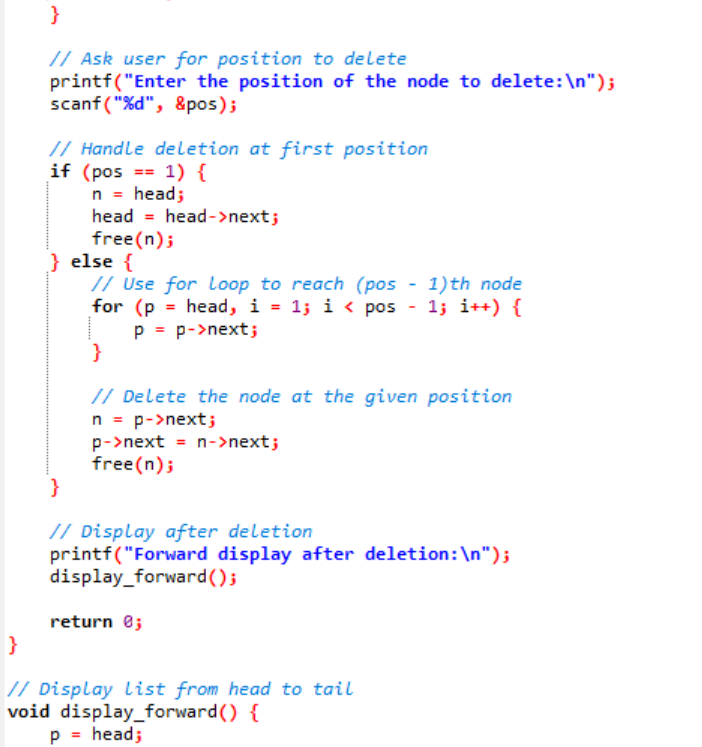 }
// Ask user for position to delete
printf("Enter the position of the node to delete:\n");
scanf("%d", &pos);
// Handle deletion at first position
if (pos == 1) {
n = head;
head = head->next;
free(n);
} else {
// Use for loop to reach (pos - 1)th node
for (p = head, i = 1; i < pos - 1; i++) {
p = p->next;
}
// Delete the node at the given position
n = p->next;
p->next = n->next;
free(n);
}
// Display after deletion
printf("Forward display after deletion:\n");
display_forward();
return 0;
}
// Display list from head to tail
void display_forward() {
p = head;